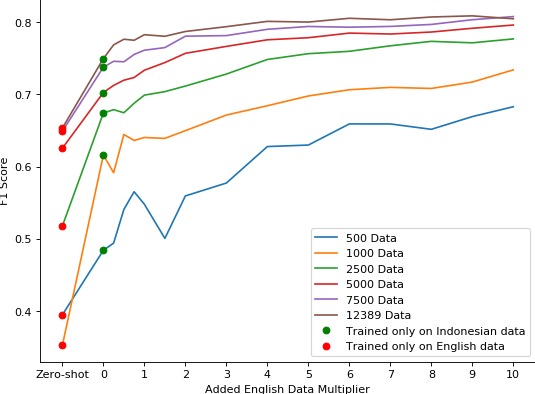 0.8
0.7
0.6
0.5
0.4
F1 Score
Zero-shot 0 1 2 3 4 5 6 7 8 9 10
Added English Data Multiplier
500 Data
1000 Data
2500 Data
5000 Data
7500 Data
12389 Data
Trained only on Indonesian data
Trained only on English data